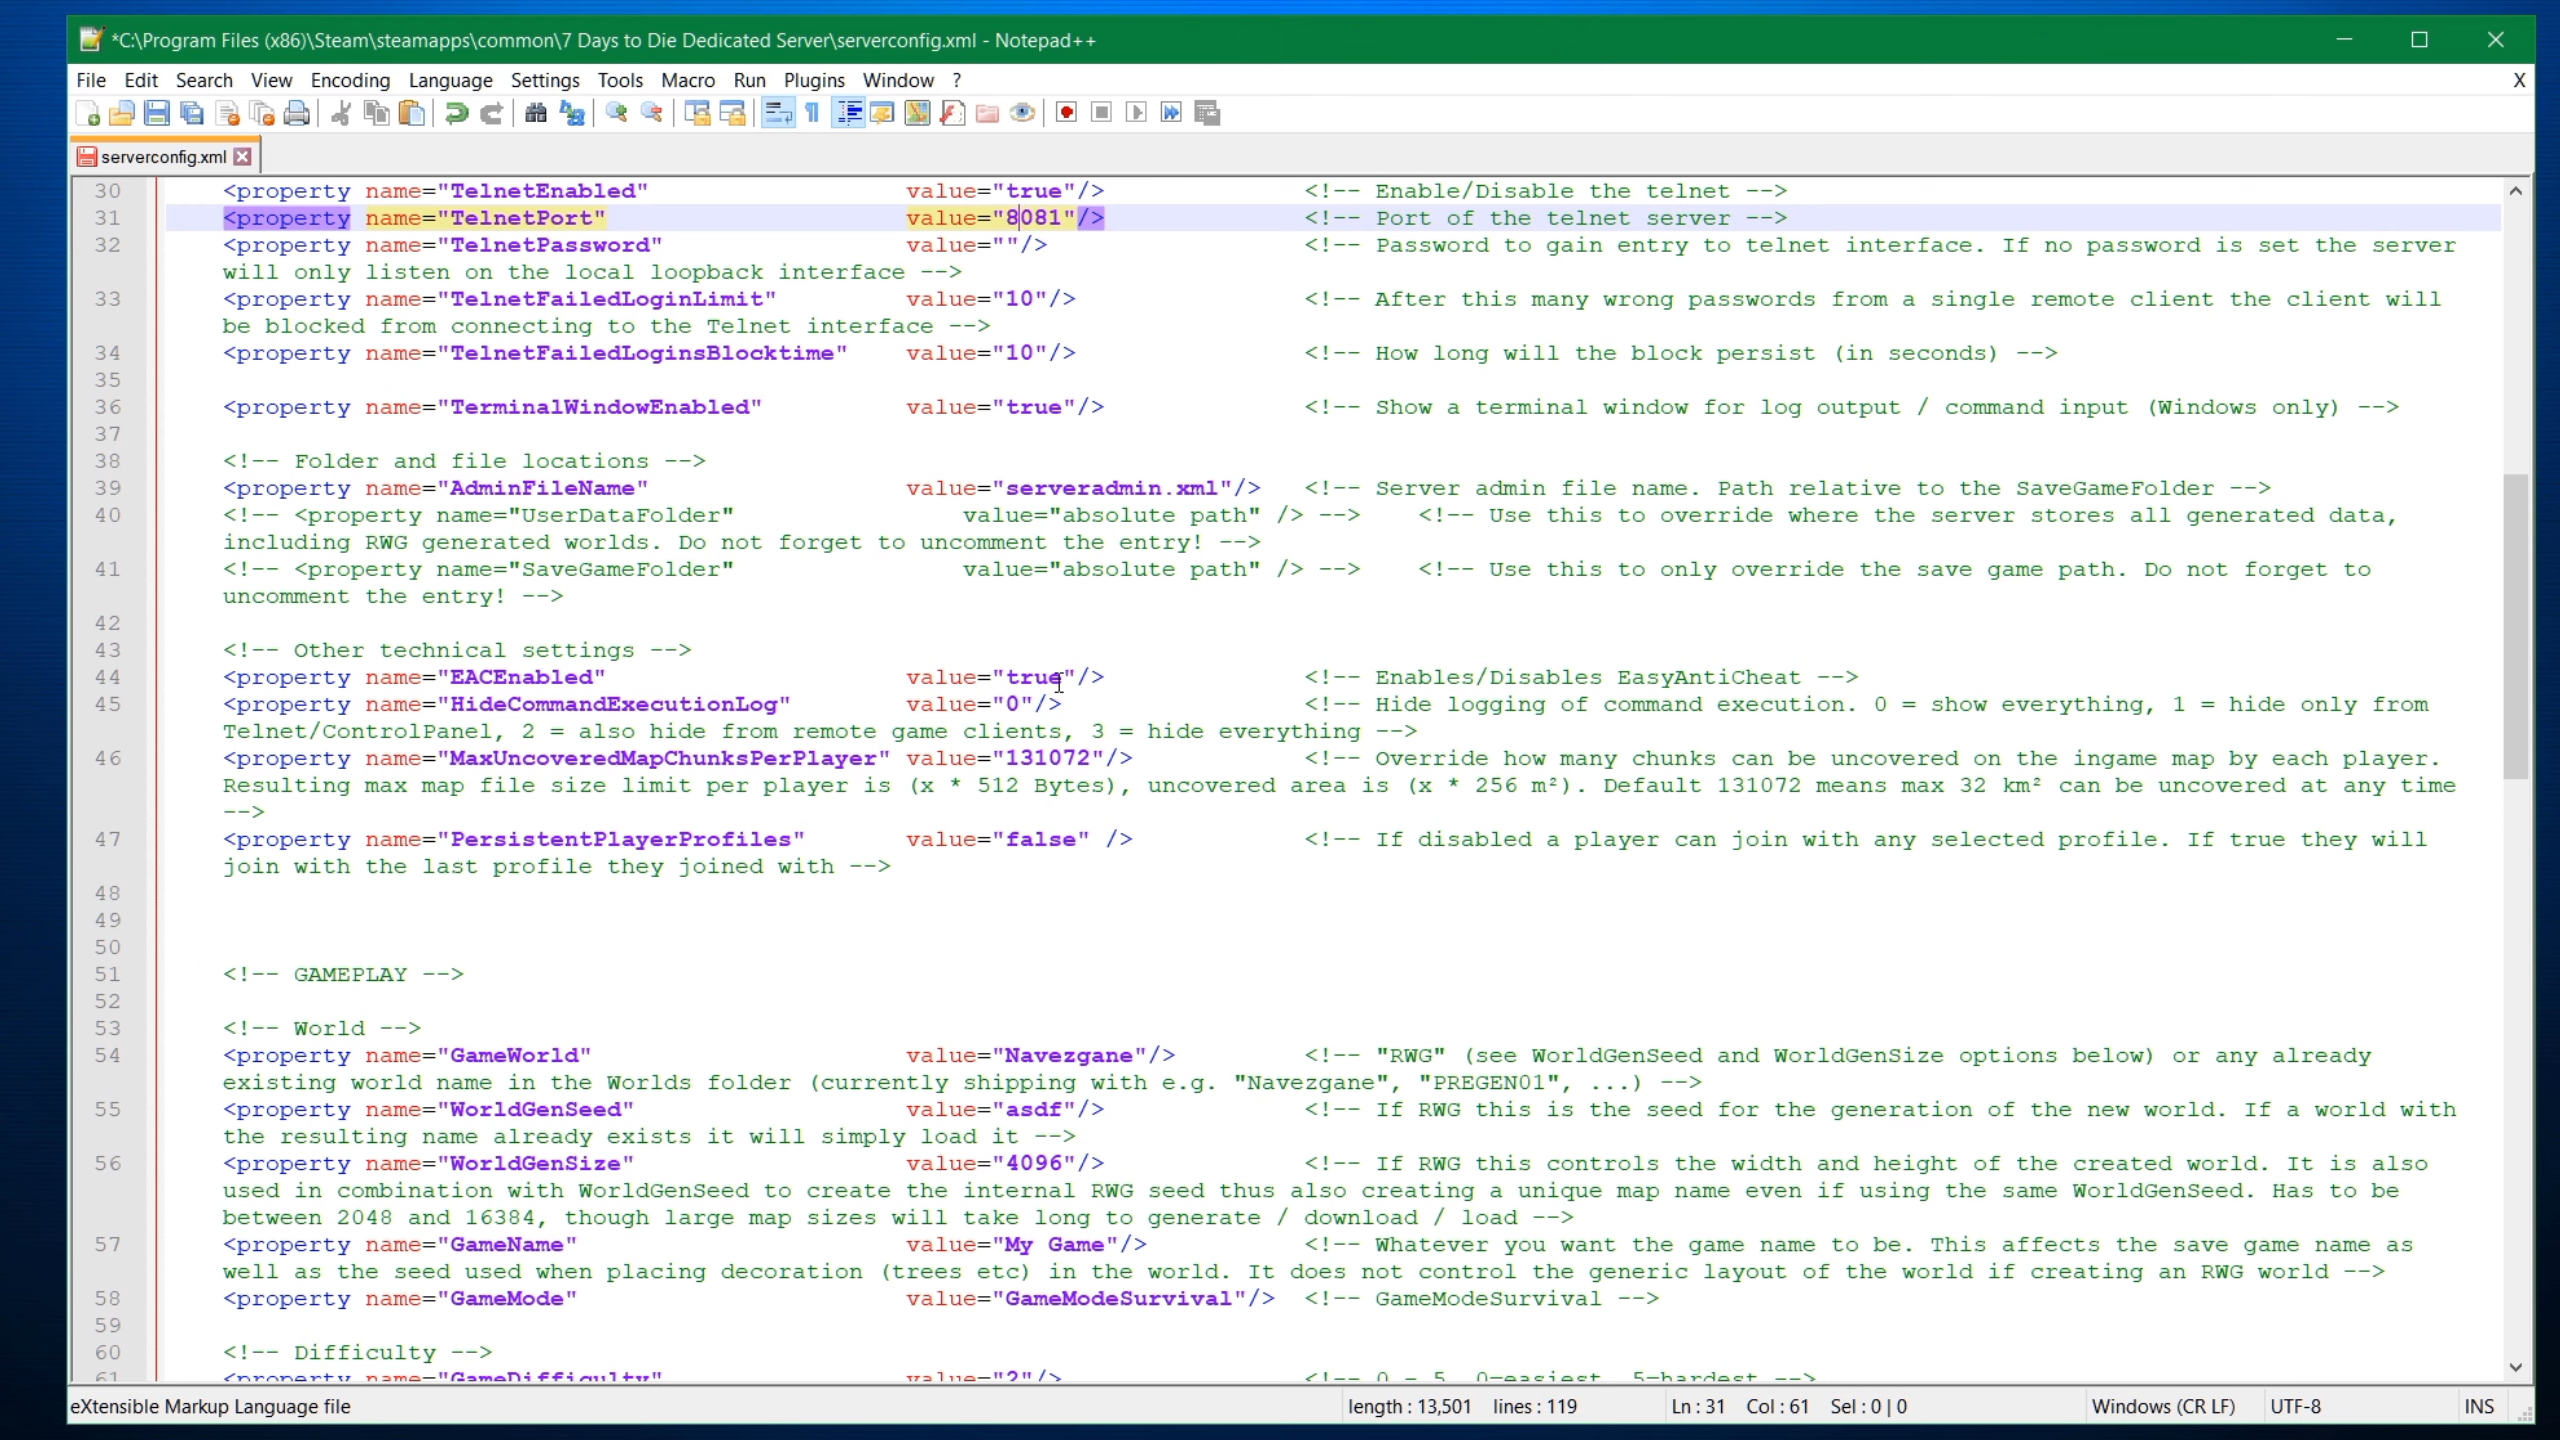 *C:\Program Files (x86)\Steam\steamapps\common\7 Days to Die Dedicated Server\serverconfig.xml - Notepad++
File Edit Search View Encoding Language Settings Tools Macro Run Plugins Window ? X
serverconfig.xml
30 <property name="TelnetEnabled" value="true"/> <!-- Enable/Disable the telnet -->
31 <property name="TelnetPort" value="8081"/> <!-- Port of the telnet server -->
32 <property name="TelnetPassword" value=""/> <!-- Password to gain entry to telnet interface. If no password is set the server
will only listen on the local loopback interface -->
33 <property name="TelnetFailedLoginLimit" value="10"/> <!-- After this many wrong passwords from a single remote client the client will
be blocked from connecting to the Telnet interface -->
34 <property name="TelnetFailedLoginsBlocktime" value="10"/> <!-- How long will the block persist (in seconds) -->
35
36 <property name="TerminalWindowEnabled" value="true"/> <!-- Show a terminal window for log output / command input (Windows only) -->
37
38 <!-- Folder and file locations -->
39 <property name="AdminFileName" value="serveradmin.xml"/> <!-- Server admin file name. Path relative to the SaveGameFolder -->
40 <!-- <property name="UserDataFolder" value="absolute path" /> --> <!-- Use this to override where the server stores all generated data,
including RWG generated worlds. Do not forget to uncomment the entry! -->
41 <!-- <property name="SaveGameFolder" value="absolute path" /> --> <!-- Use this to only override the save game path. Do not forget to
uncomment the entry! -->
42
43 <!-- Other technical settings -->
44 <property name="EACEnabled" value="true"/> <!-- Enables/Disables EasyAntiCheat -->
45 <property name="HideCommandExecutionLog" value="0"/> <!-- Hide logging of command execution. 0 = show everything, 1 = hide only from
Telnet/ControlPanel, 2 = also hide from remote game clients, 3 = hide everything -->
46 <property name="MaxUncoveredMapChunksPerPlayer" value="131072"/> <!-- Override how many chunks can be uncovered on the ingame map by each player.
Resulting max map file size limit per player is (x * 512 Bytes), uncovered area is (x * 256 m²). Default 131072 means max 32 km² can be uncovered at any time
-->
47 <property name="PersistentPlayerProfiles" value="false" /> <!-- If disabled a player can join with any selected profile. If true they will
join with the last profile they joined with -->
48
49
50
51 <!-- GAMEPLAY -->
52
53 <!-- World -->
54 <property name="GameWorld" value="Navezgane"/> <!-- "RWG" (see WorldGenSeed and WorldGenSize options below) or any already
existing world name in the Worlds folder (currently shipping with e.g. "Navezgane", "PREGEN01", ...) -->
55 <property name="WorldGenSeed" value="asdf"/> <!-- If RWG this is the seed for the generation of the new world. If a world with
the resulting name already exists it will simply load it -->
56 <property name="WorldGenSize" value="4096"/> <!-- If RWG this controls the width and height of the created world. It is also
used in combination with WorldGenSeed to create the internal RWG seed thus also creating a unique map name even if using the same WorldGenSeed. Has to be
between 2048 and 16384, though large map sizes will take long to generate / download / load -->
57 <property name="GameName" value="My Game"/> <!-- Whatever you want the game name to be. This affects the save game name as
well as the seed used when placing decoration (trees etc) in the world. It does not control the generic layout of the world if creating an RWG world -->
58 <property name="GameMode" value="GameModeSurvival"/> <!-- GameModeSurvival -->
59
60 <!-- Difficulty -->
61 <property name="GameDifficulty" value="2"/> <!-- 0 - 5, 0=easiest, 5=hardest -->
eXtensible Markup Language file length : 13,501 lines : 119 Ln : 31 Col : 61 Sel : 0 | 0 Windows (CR LF) UTF-8 INS